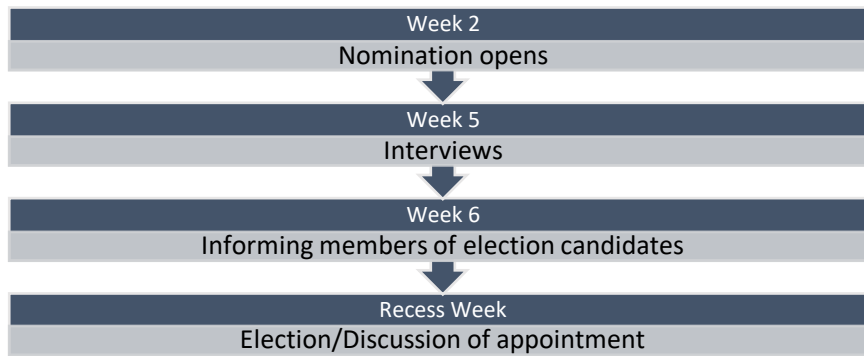 Week 2
Nomination opens
Week 5
Interviews
Week 6
Informing members of election candidates
Recess Week
Election/Discussion of appointment